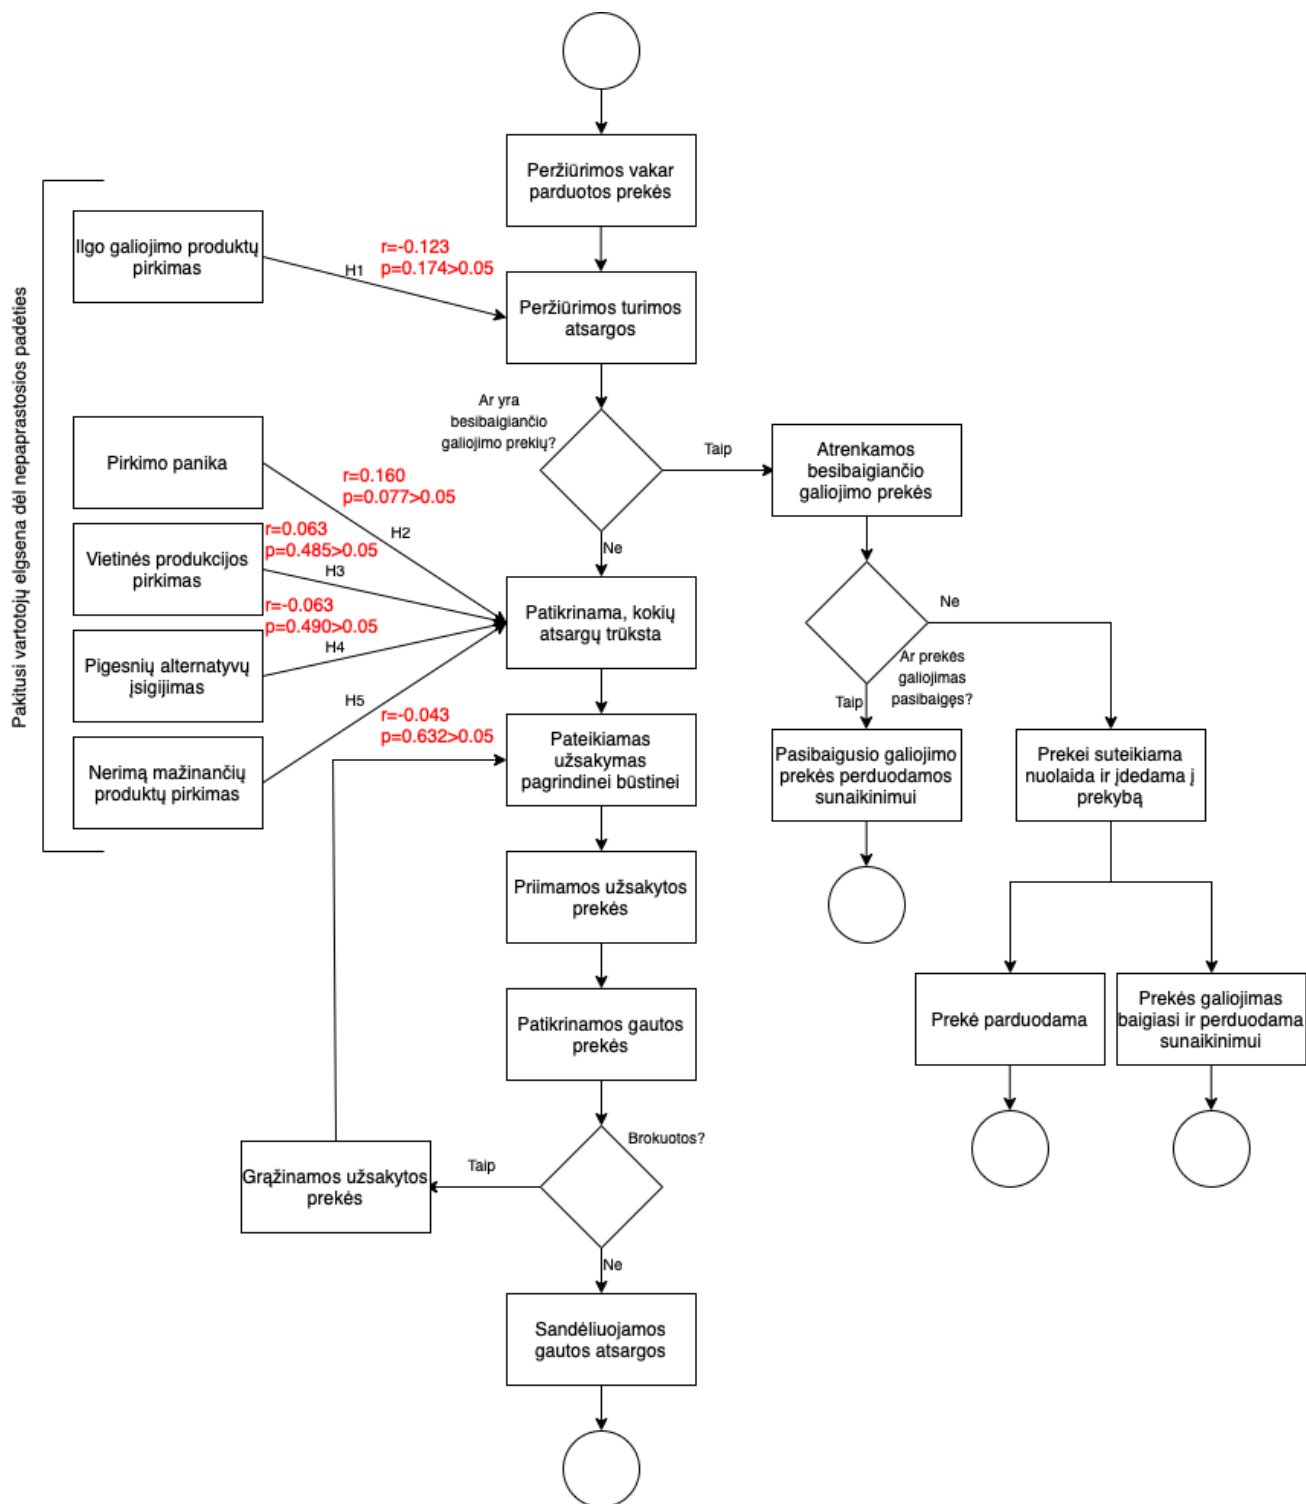 Peržiūrimos vakar
parduotos prekės
Pakitusi vartotojų elgsena dėl nepaprastosios padėties
Ilgo galiojimo produktų
pirkimas
r=-0.123
p=0.174>0.05
H1
Peržiūrimos turimos
atsargos
Ar yra
besibaigiančio
galiojimo prekių?
Taip
Atrenkamos
besibaigiančio
galiojimo prekės
Pirkimo panika
r=0.160
p=0.077>0.05
H2
Ne
Vietinės produkcijos
pirkimas
r=0.063
p=0.485>0.05
H3
Patikrinama, kokių
atsargų trūksta
Ne
Pigesnių alternatyvų
įsigijimas
r=-0.063
p=0.490>0.05
H4
Ar prekės
galiojimas
pasibaigęs?
Taip
H5
r=-0.043
p=0.632>0.05
Nerimą mažinančių
produktų pirkimas
Pateikiamas
užsakymas
pagrindinei būstinei
Pasibaigusio galiojimo
prekės perduodamos
sunaikinimui
Prekei suteikiama
nuolaida ir įdedama į
prekybą
Priimamos užsakytos
prekės
Patikrinamos gautos
prekės
Prekė parduodama
Prekės galiojimas
baigiasi ir perduodama
sunaikinimui
Brokuotos?
Taip
Grąžinamos užsakytos
prekės
Ne
Sandėliuojamos
gautos atsargos